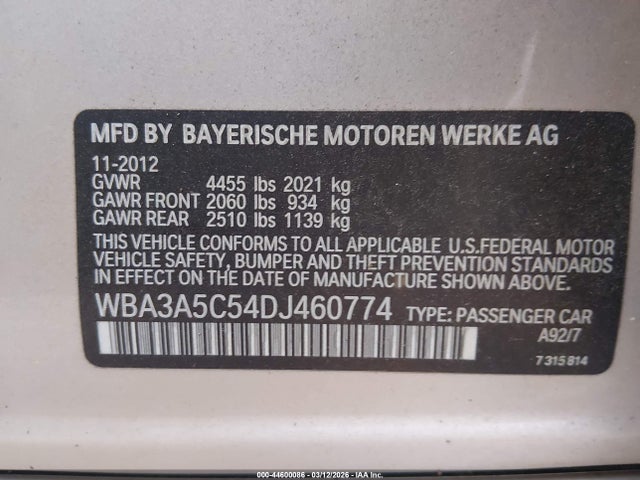 MFD BY BAYERISCHE MOTOREN WERKE AG
11-2012
GVWR 4455 lbs 2021 kg
GAWR FRONT 2060 lbs 934 kg
GAWR REAR 2510 lbs 1139 kg
THIS VEHICLE CONFORMS TO ALL APPLICABLE U.S.FEDERAL MOTOR
VEHICLE SAFETY, BUMPER AND THEFT PREVENTION STANDARDS
IN EFFECT ON THE DATE OF MANUFACTURE SHOWN ABOVE.
WBA3A5C54DJ460774 TYPE: PASSENGER CAR
A92/7
7315814
000-44600086 - 03/12/2026 - IAA Inc.